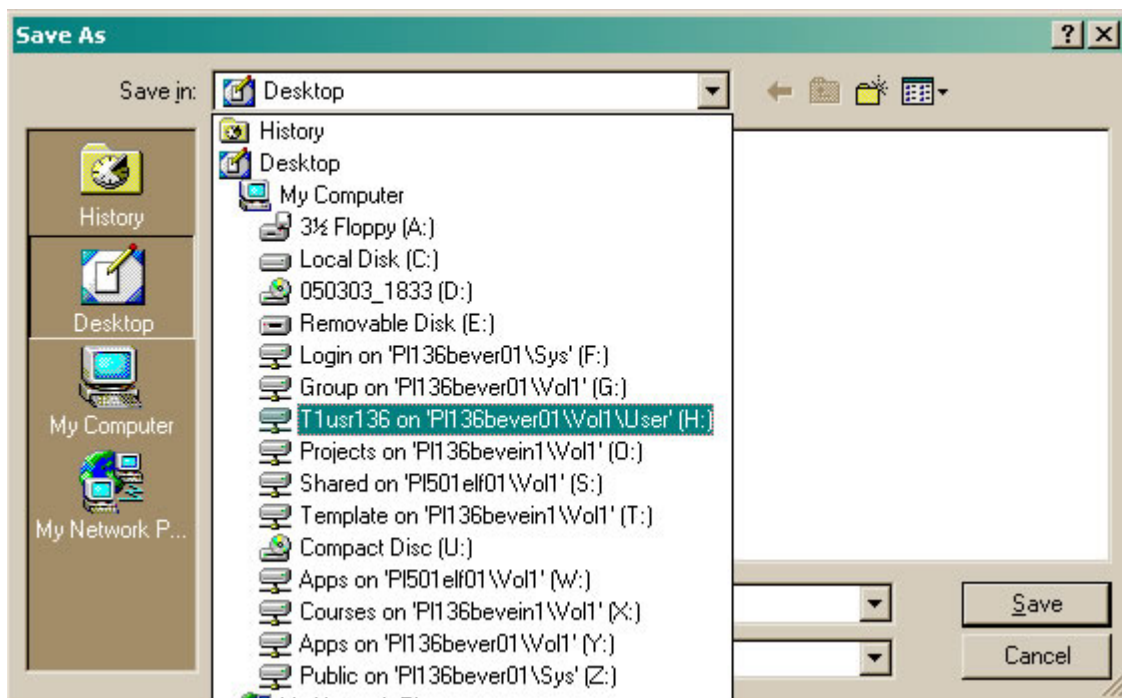 Save As
Save in: Desktop
History
Desktop
My Computer
3½ Floppy (A:)
Local Disk (C:)
050303_1833 (D:)
Removable Disk (E:)
Login on 'Pl136bever01\Sys' (F:)
Group on 'Pl136bever01\Vol1' (G:)
T1usr136 on 'Pl136bever01\Vol1\User' (H:)
Projects on 'Pl136bevein1\Vol1' (O:)
Shared on 'Pl501elf01\Vol1' (S:)
Template on 'Pl136bevein1\Vol1' (T:)
Compact Disc (U:)
Apps on 'Pl501elf01\Vol1' (W:)
Courses on 'Pl136bevein1\Vol1' (X:)
Apps on 'Pl136bever01\Vol1' (Y:)
Public on 'Pl136bever01\Sys' (Z:)
History
Desktop
My Computer
My Network P...
Save
Cancel